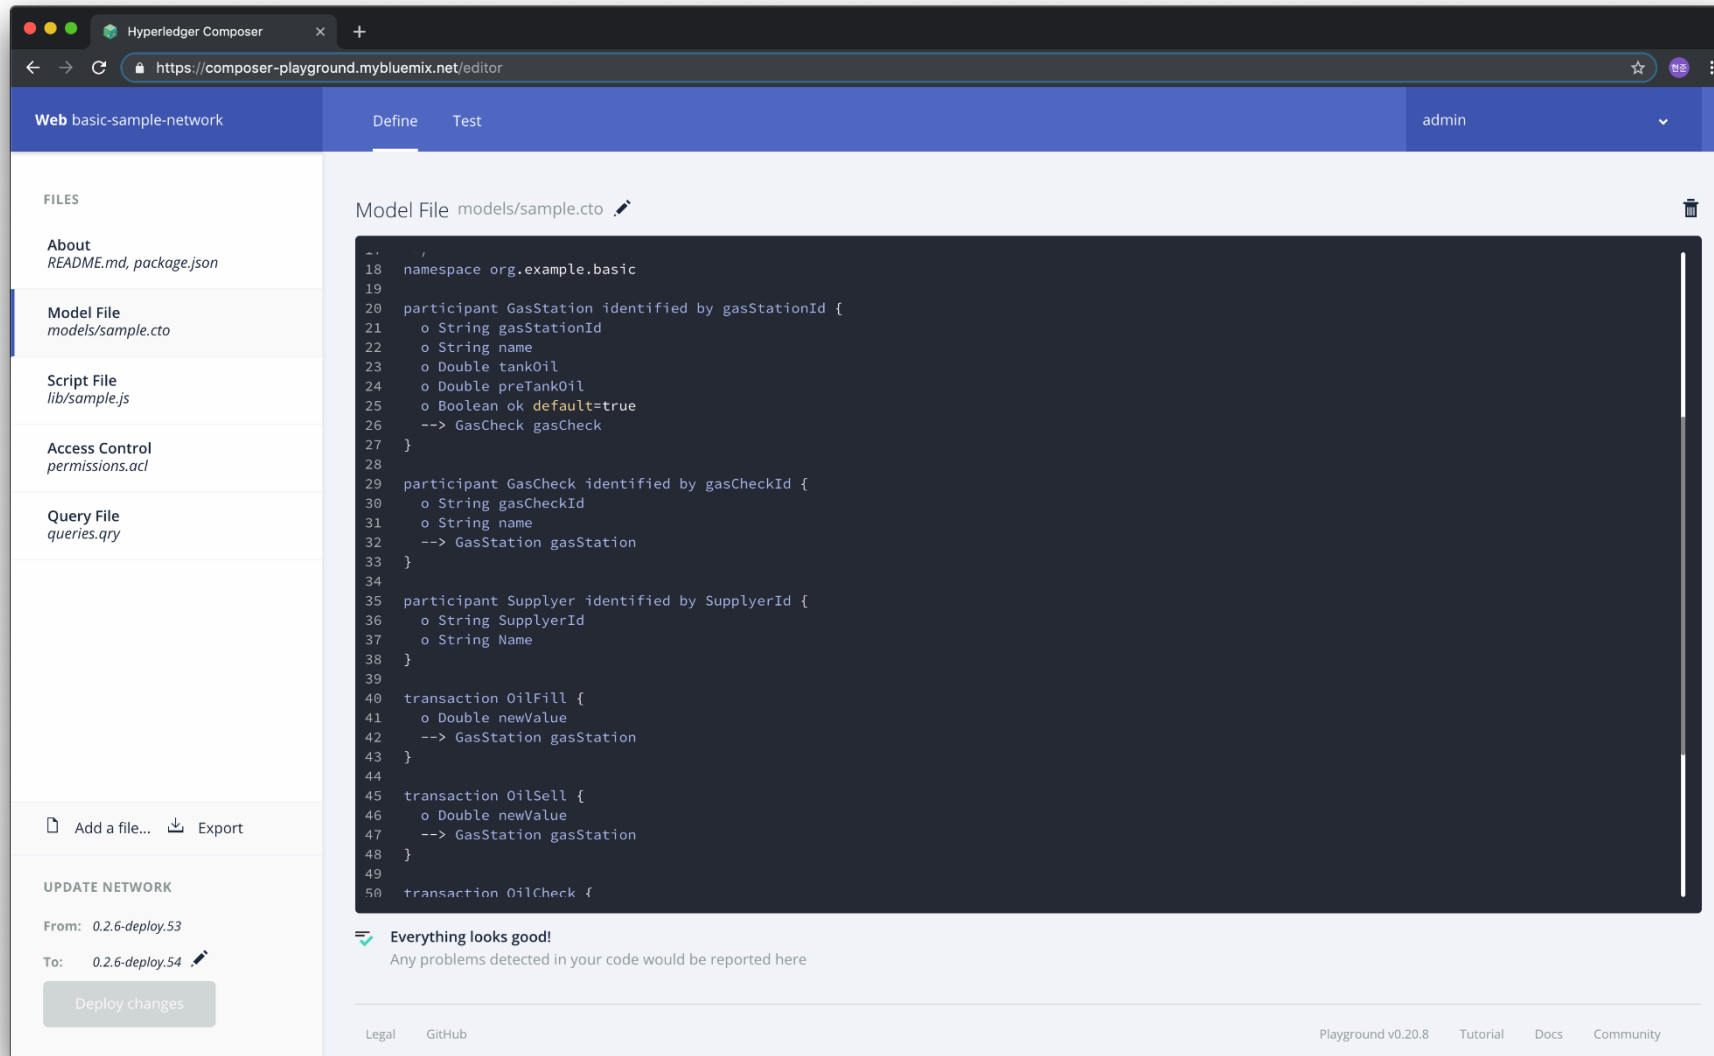 Hyperledger Composer
https://composer-playground.mybluemix.net/editor
현준
Web basic-sample-network
Define
Test
admin
FILES
About
README.md, package.json
Model File
models/sample.cto
Script File
lib/sample.js
Access Control
permissions.acl
Query File
queries.qry
Add a file...
Export
UPDATE NETWORK
From: 0.2.6-deploy.53
To: 0.2.6-deploy.54
Deploy changes
Model File models/sample.cto
18 namespace org.example.basic
19
20 participant GasStation identified by gasStationId {
21 o String gasStationId
22 o String name
23 o Double tankOil
24 o Double preTankOil
25 o Boolean ok default=true
26 --> GasCheck gasCheck
27 }
28
29 participant GasCheck identified by gasCheckId {
30 o String gasCheckId
31 o String name
32 --> GasStation gasStation
33 }
34
35 participant Supplyer identified by SupplyerId {
36 o String SupplyerId
37 o String Name
38 }
39
40 transaction OilFill {
41 o Double newValue
42 --> GasStation gasStation
43 }
44
45 transaction OilSell {
46 o Double newValue
47 --> GasStation gasStation
48 }
49
50 transaction OilCheck {
Everything looks good!
Any problems detected in your code would be reported here
Legal
GitHub
Playground v0.20.8
Tutorial
Docs
Community